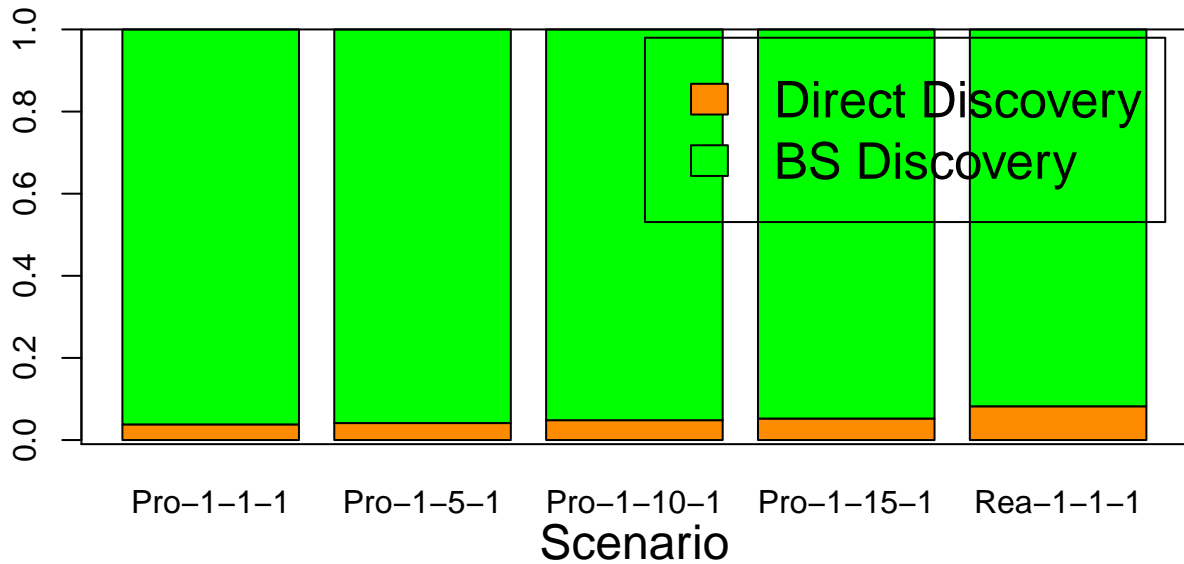 1.0
0.8
0.6
0.4
0.2
0.0
Direct Discovery
BS Discovery
Pro−1−1−1 Pro−1−5−1 Pro−1−10−1 Pro−1−15−1 Rea−1−1−1
Scenario